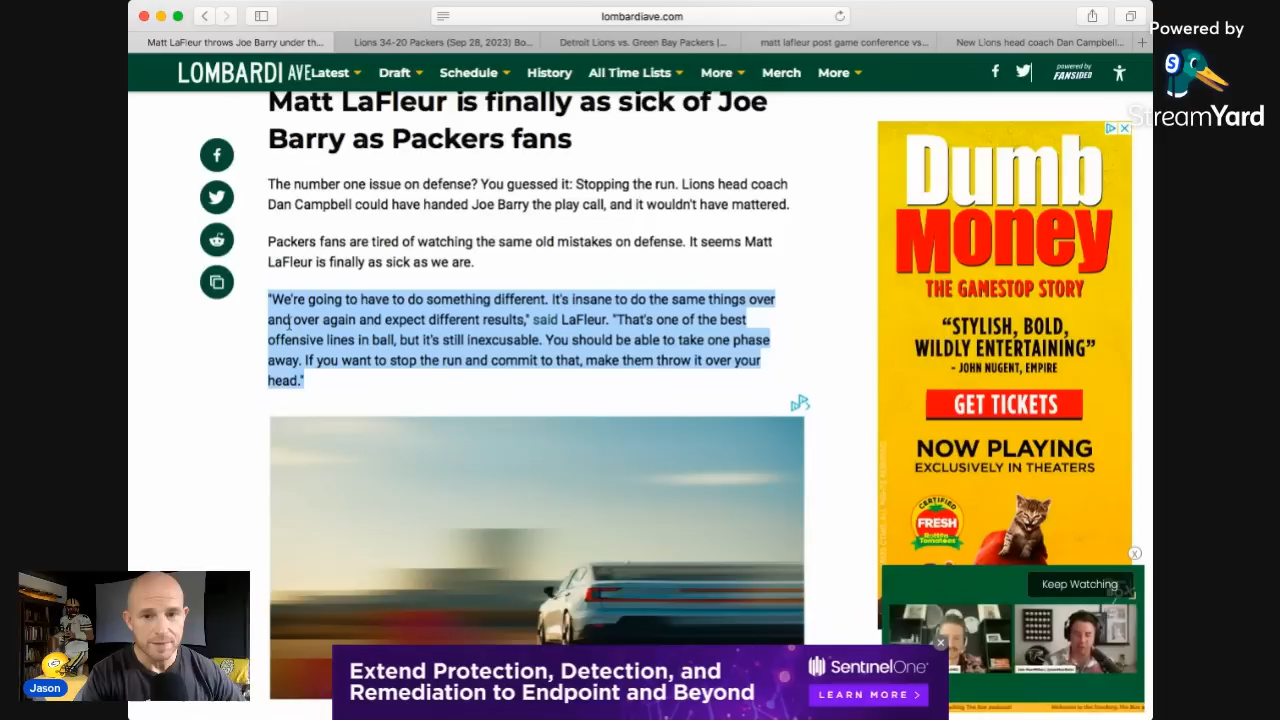 lombardiave.com
Powered by
StreamYard
Matt LaFleur throws Joe Barry under th...
Lions 34-20 Packers (Sep 28, 2023) Bo...
Detroit Lions vs. Green Bay Packers |...
matt lafleur post game conference vs...
New Lions head coach Dan Campbell...
LOMBARDI AVE
Latest
Draft
Schedule
History
All Time Lists
More
Merch
More
powered by
FANSIDED
Matt LaFleur is finally as sick of Joe
Barry as Packers fans
The number one issue on defense? You guessed it: Stopping the run. Lions head coach
Dan Campbell could have handed Joe Barry the play call, and it wouldn't have mattered.
Packers fans are tired of watching the same old mistakes on defense. It seems Matt
LaFleur is finally as sick as we are.
"We're going to have to do something different. It's insane to do the same things over
and over again and expect different results," said LaFleur. "That's one of the best
offensive lines in ball, but it's still inexcusable. You should be able to take one phase
away. If you want to stop the run and commit to that, make them throw it over your
head."
Dumb
Money
THE GAMESTOP STORY
“STYLISH, BOLD,
WILDLY ENTERTAINING”
- JOHN NUGENT, EMPIRE
GET TICKETS
NOW PLAYING
EXCLUSIVELY IN THEATERS
CERTIFIED
FRESH
Rotten
Tomatoes
Keep Watching
Extend Protection, Detection, and
Remediation to Endpoint and Beyond
SentinelOne
LEARN MORE >
Jason